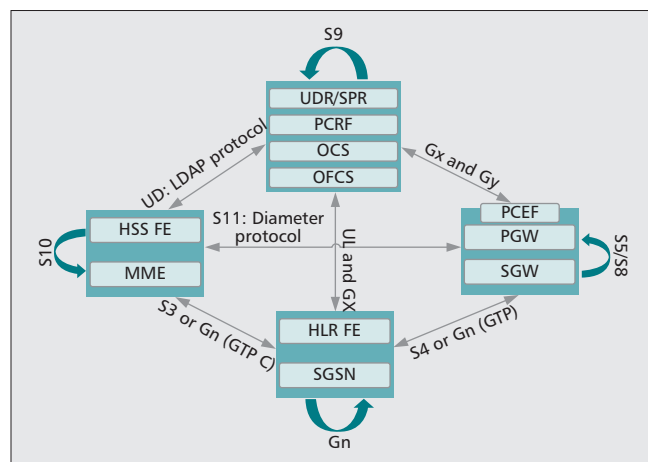 S9
UDR/SPR
PCRF
OCS
OFCS
UD: LDAP protocol
Gx and Gy
HSS FE
MME
S10
S11: Diameter
protocol
UL and GX
PCEF
PGW
SGW
S5/S8
S3 or Gn (GTP C)
HLR FE
SGSN
S4 or Gn (GTP)
Gn